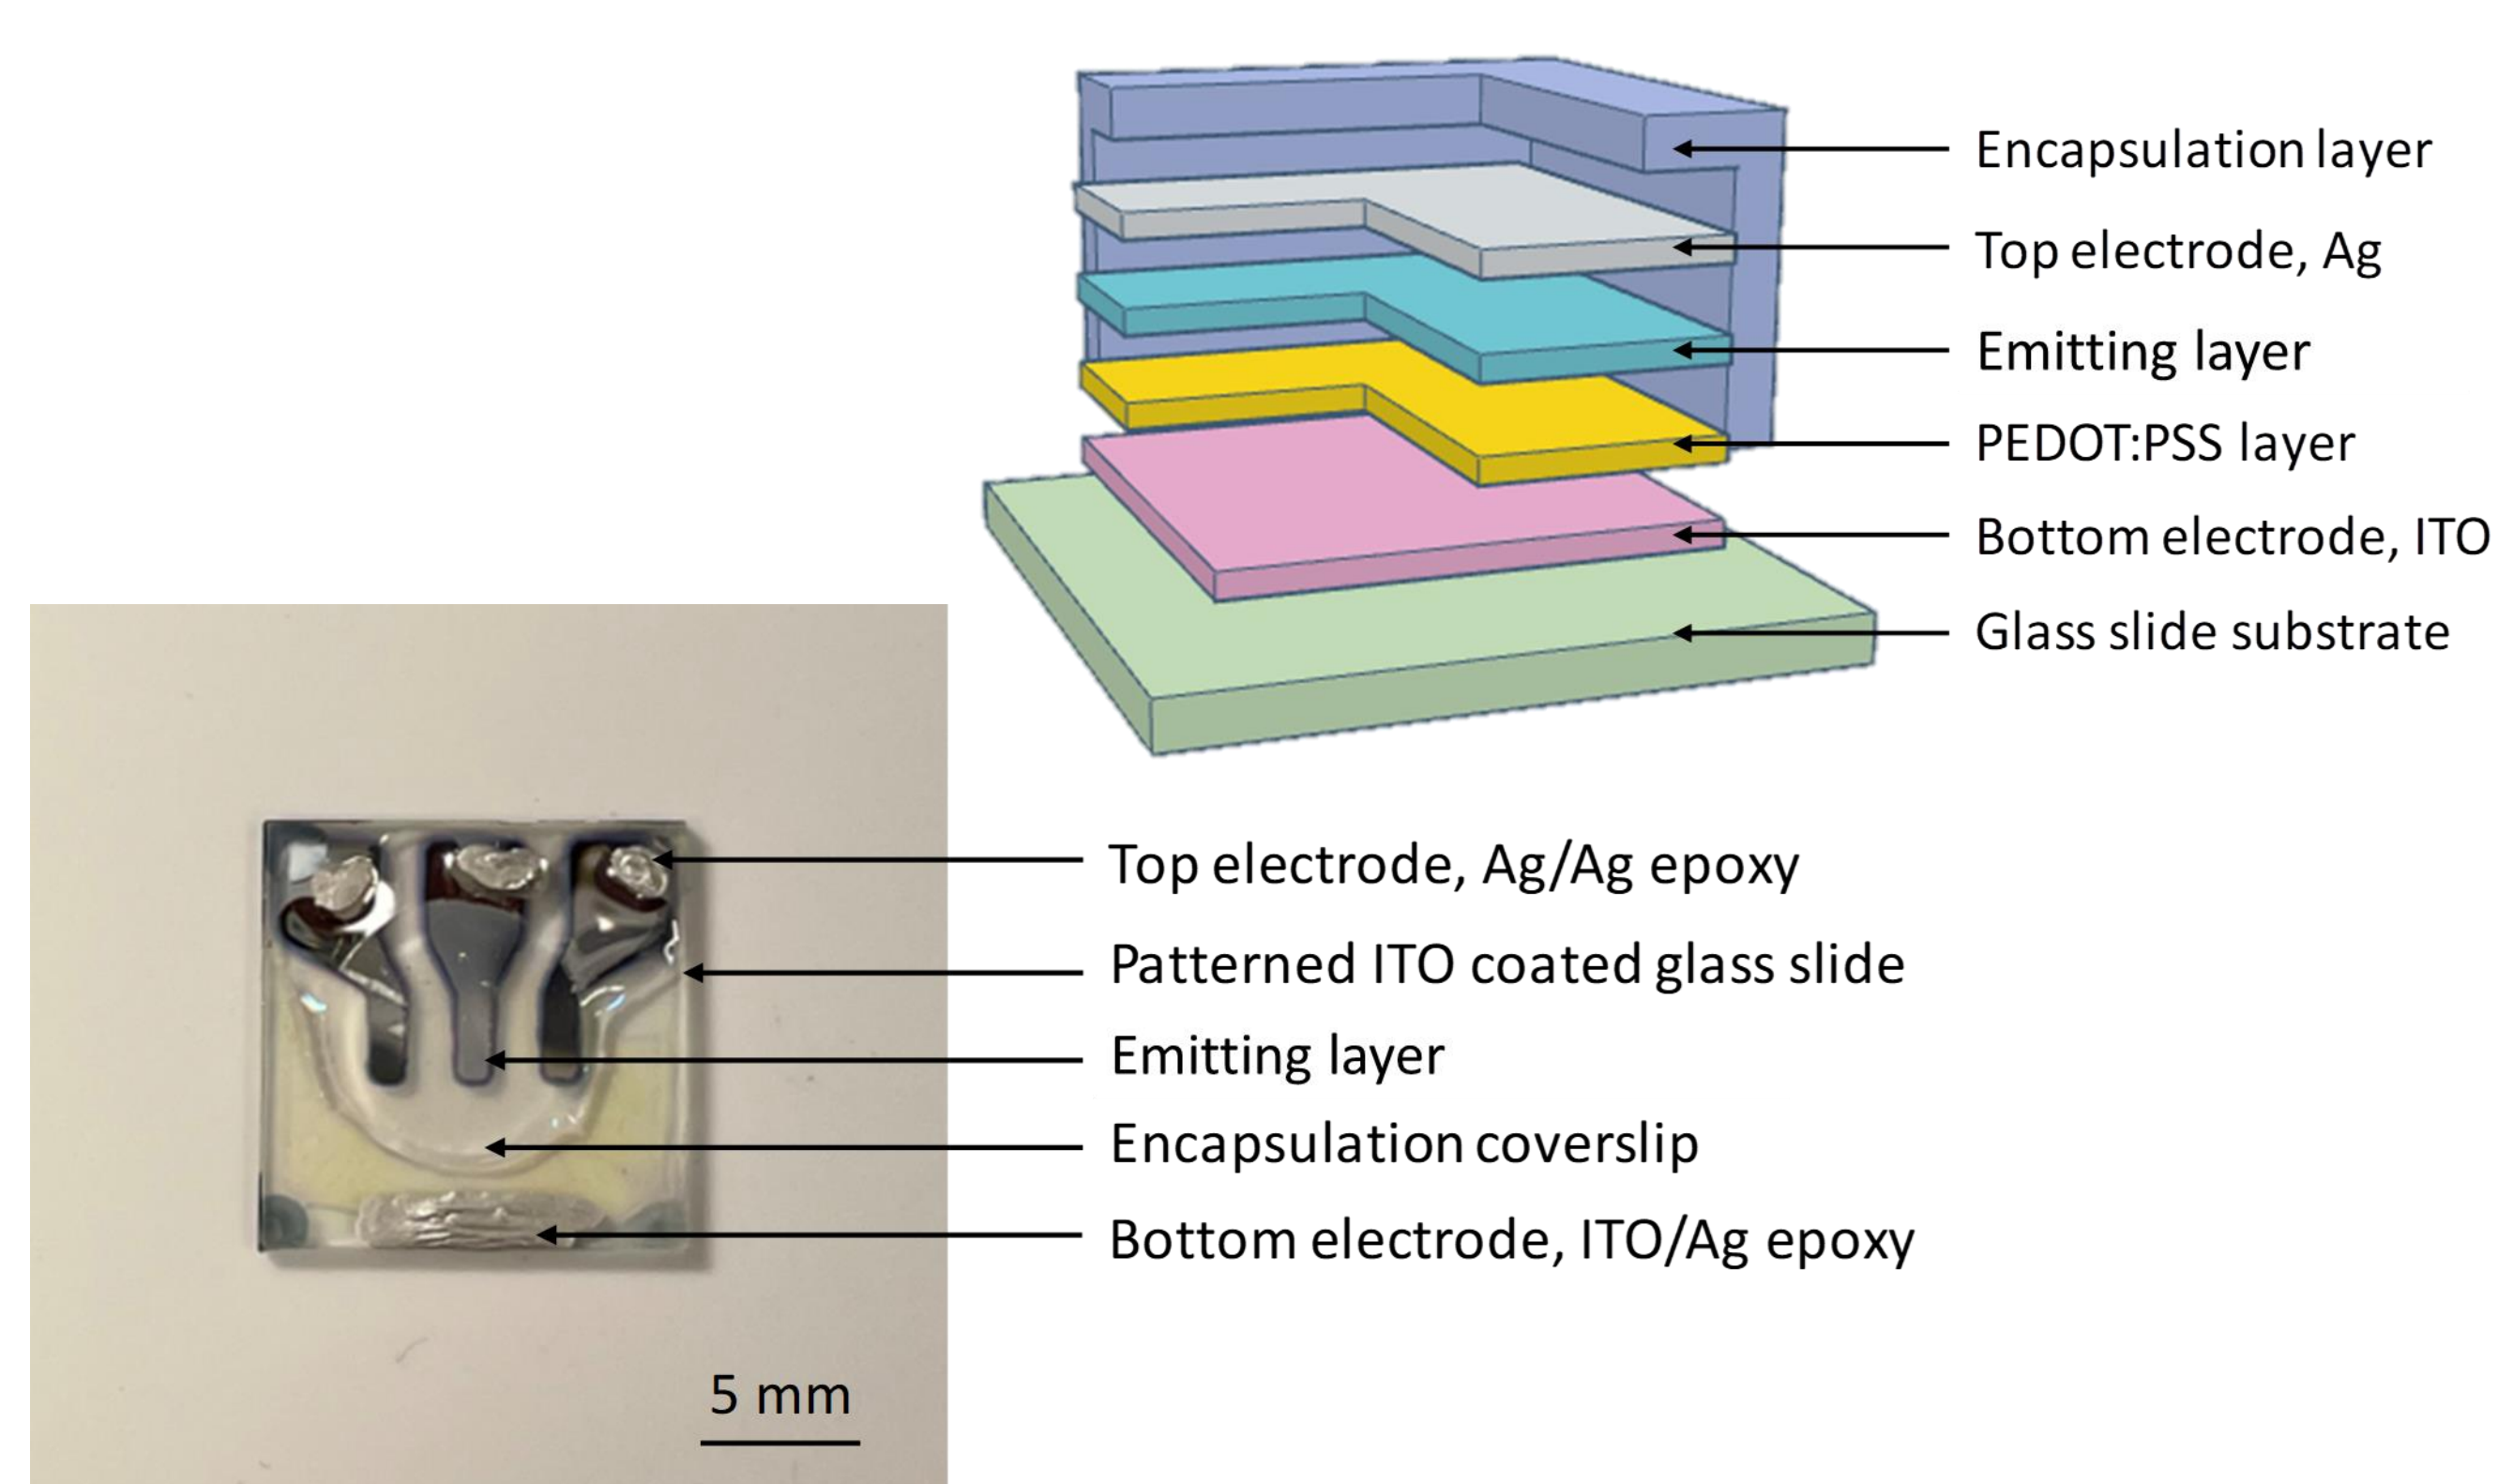 Encapsulation layer
Top electrode, Ag
Emitting layer
PEDOT:PSS layer
Bottom electrode, ITO
Glass slide substrate
Top electrode, Ag/Ag epoxy
Patterned ITO coated glass slide
Emitting layer
Encapsulation coverslip
Bottom electrode, ITO/Ag epoxy
5 mm